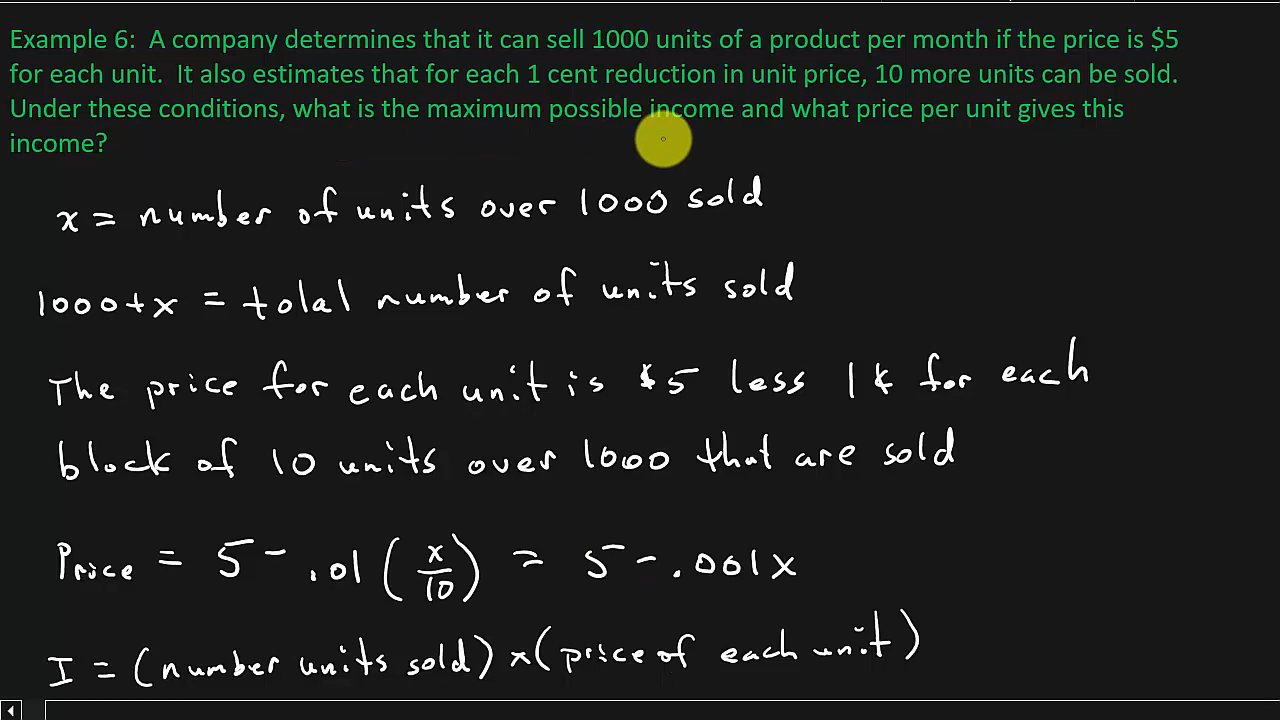 Example 6: A company determines that it can sell 1000 units of a product per month if the price is $5
for each unit. It also estimates that for each 1 cent reduction in unit price, 10 more units can be sold.
Under these conditions, what is the maximum possible income and what price per unit gives this
income?
x = number of units over 1000 sold
1000+x = total number of units sold
The price for each unit is $5 less 1¢ for each
block of 10 units over 1000 that are sold
Price = 5 - .01 (x/10) = 5 - .001x
I = (number units sold) x (price of each unit)